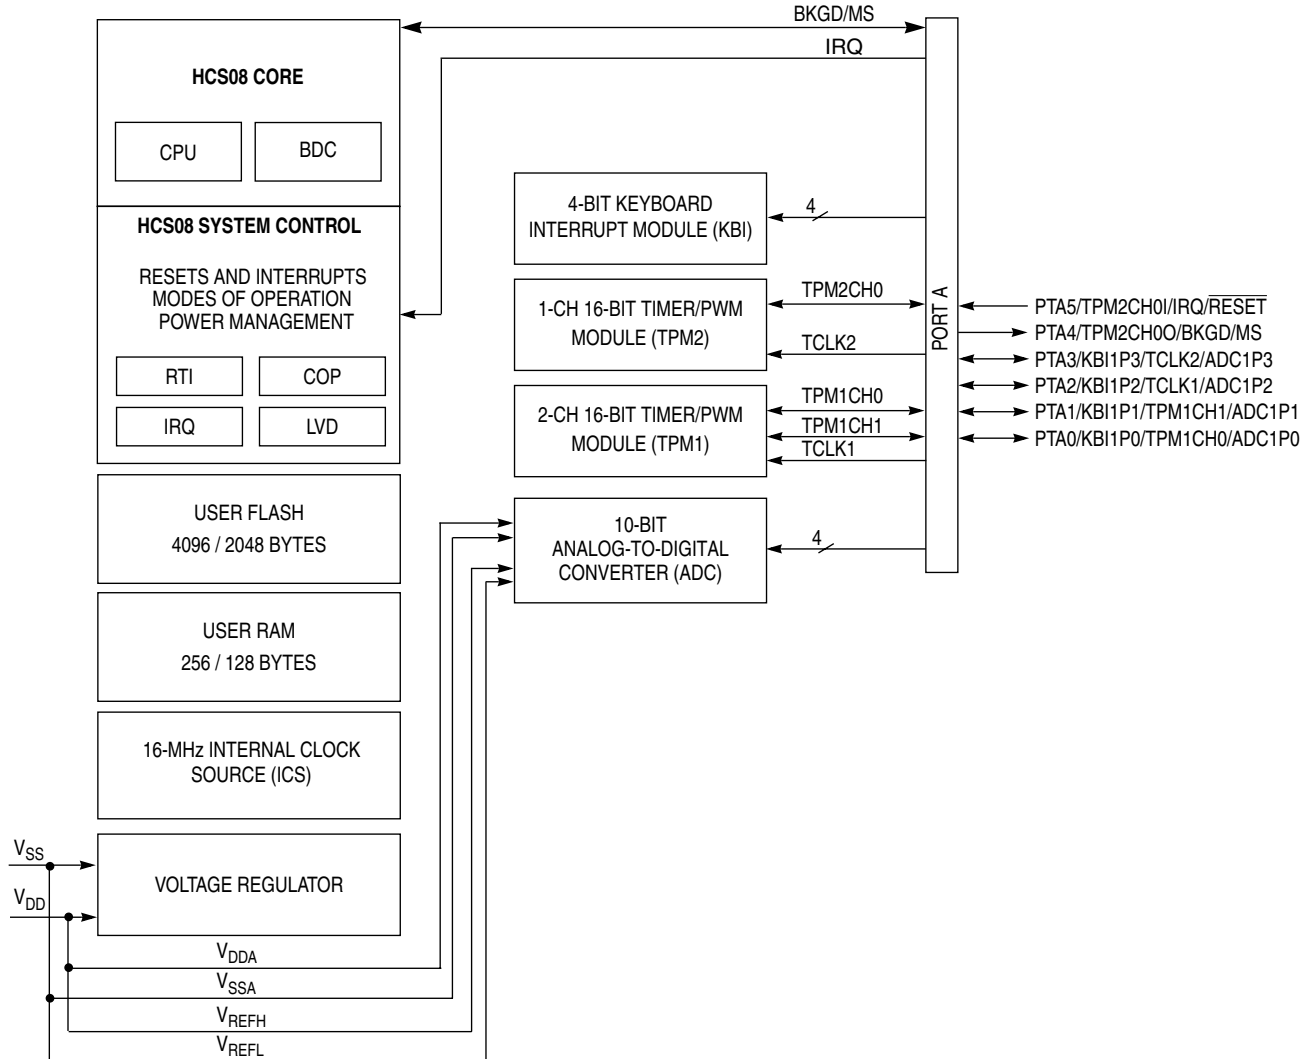 BKGD/MS
IRQ
HCS08 CORE
CPU
BDC
HCS08 SYSTEM CONTROL
RESETS AND INTERRUPTS
MODES OF OPERATION
POWER MANAGEMENT
RTI
COP
IRQ
LVD
USER FLASH
4096 / 2048 BYTES
USER RAM
256 / 128 BYTES
16-MHz INTERNAL CLOCK
SOURCE (ICS)
VOLTAGE REGULATOR
VSS
VDD
VDDA
VSSA
VREFH
VREFL
4-BIT KEYBOARD
INTERRUPT MODULE (KBI)
4
1-CH 16-BIT TIMER/PWM
MODULE (TPM2)
TPM2CH0
TCLK2
2-CH 16-BIT TIMER/PWM
MODULE (TPM1)
TPM1CH0
TPM1CH1
TCLK1
10-BIT
ANALOG-TO-DIGITAL
CONVERTER (ADC)
4
PORT A
PTA5/TPM2CH0I/IRQ/RESET
PTA4/TPM2CH0O/BKGD/MS
PTA3/KBI1P3/TCLK2/ADC1P3
PTA2/KBI1P2/TCLK1/ADC1P2
PTA1/KBI1P1/TPM1CH1/ADC1P1
PTA0/KBI1P0/TPM1CH0/ADC1P0